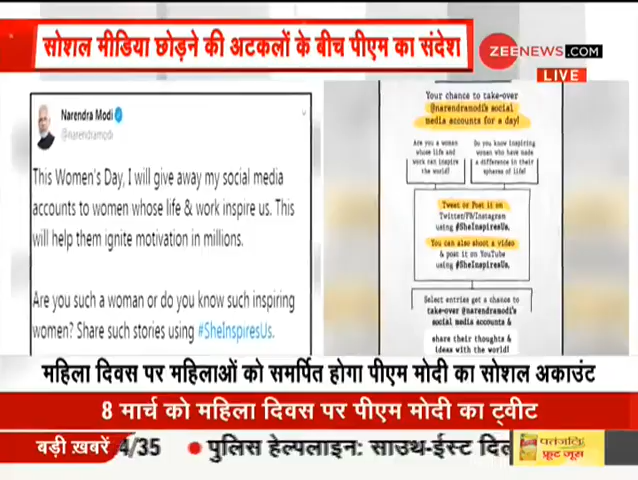 सोशल मीडिया छोड़ने की अटकलों के बीच पीएम का संदेश
ZEENEWS.COM
LIVE
Narendra Modi
@narendramodi
This Women's Day, I will give away my social media
accounts to women whose life & work inspire us. This
will help them ignite motivation in millions.
Are you such a woman or do you know such inspiring
women? Share such stories using #SheInspiresUs.
Your chance to take-over
@narendramodi's social
media accounts for a day!
Are you a woman
whose life and
work can inspire
the world?
Do you know inspiring
women who have made
a difference in their
spheres of life?
Tweet or Post it on
Twitter/FB/Instagram
using #SheInspiresUs.
You can also shoot a video
& post it on YouTube
using #SheInspiresUs.
Select entries get a chance to
take-over @narendramodi's
social media accounts &
share their thoughts &
ideas with the world!
महिला दिवस पर महिलाओं को समर्पित होगा पीएम मोदी का सोशल अकाउंट
8 मार्च को महिला दिवस पर पीएम मोदी का ट्वीट
बड़ी ख़बरें 4/35 पुलिस हेल्पलाइन: साउथ-ईस्ट दिल
पतंजलि
फ्रूट जूस